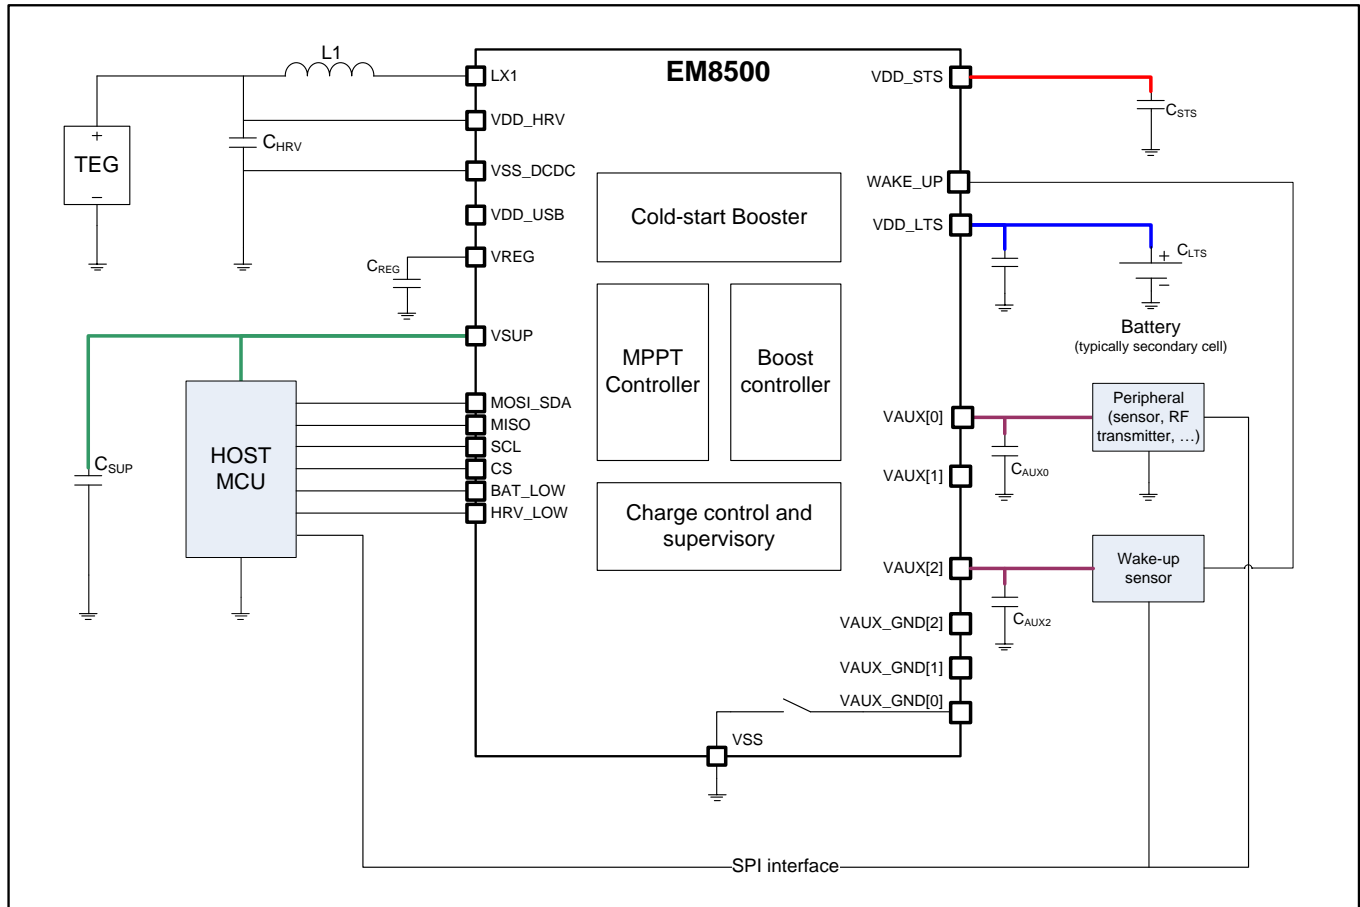 L1
EM8500
LX1
VDD_STS
CSTS
+
TEG
–
CHRV
VDD_HRV
VSS_DCDC
WAKE_UP
VDD_USB
VDD_LTS
Cold-start Booster
VREG
CREG
+
CLTS
–
Battery
(typically secondary cell)
VSUP
MPPT
Controller
Boost
controller
HOST
MCU
CSUP
MOSI_SDA
MISO
SCL
CS
BAT_LOW
HRV_LOW
VAUX[0]
Peripheral
(sensor, RF
transmitter, …)
CAUX0
VAUX[1]
Charge control and
supervisory
VAUX[2]
Wake-up
sensor
CAUX2
VAUX_GND[2]
VAUX_GND[1]
VAUX_GND[0]
VSS
SPI interface